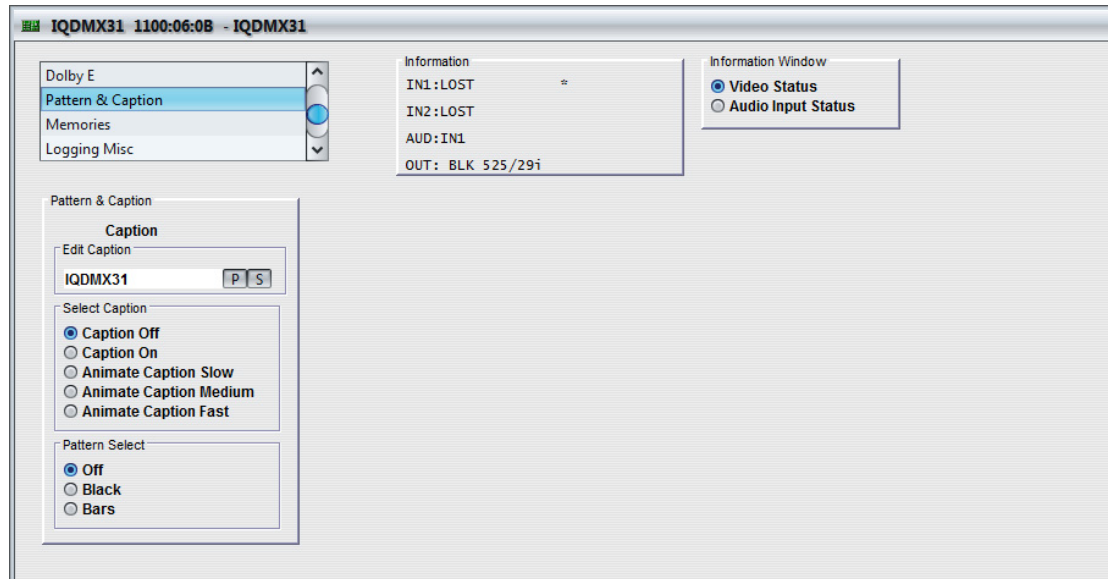 IQDMX31 1100:06:0B - IQDMX31
Dolby E
Pattern & Caption
Memories
Logging Misc
Information
IN1:LOST *
IN2:LOST
AUD:IN1
OUT: BLK 525/29i
Information Window
Video Status
Audio Input Status
Pattern & Caption
Caption
Edit Caption
IQDMX31 P S
Select Caption
Caption Off
Caption On
Animate Caption Slow
Animate Caption Medium
Animate Caption Fast
Pattern Select
Off
Black
Bars